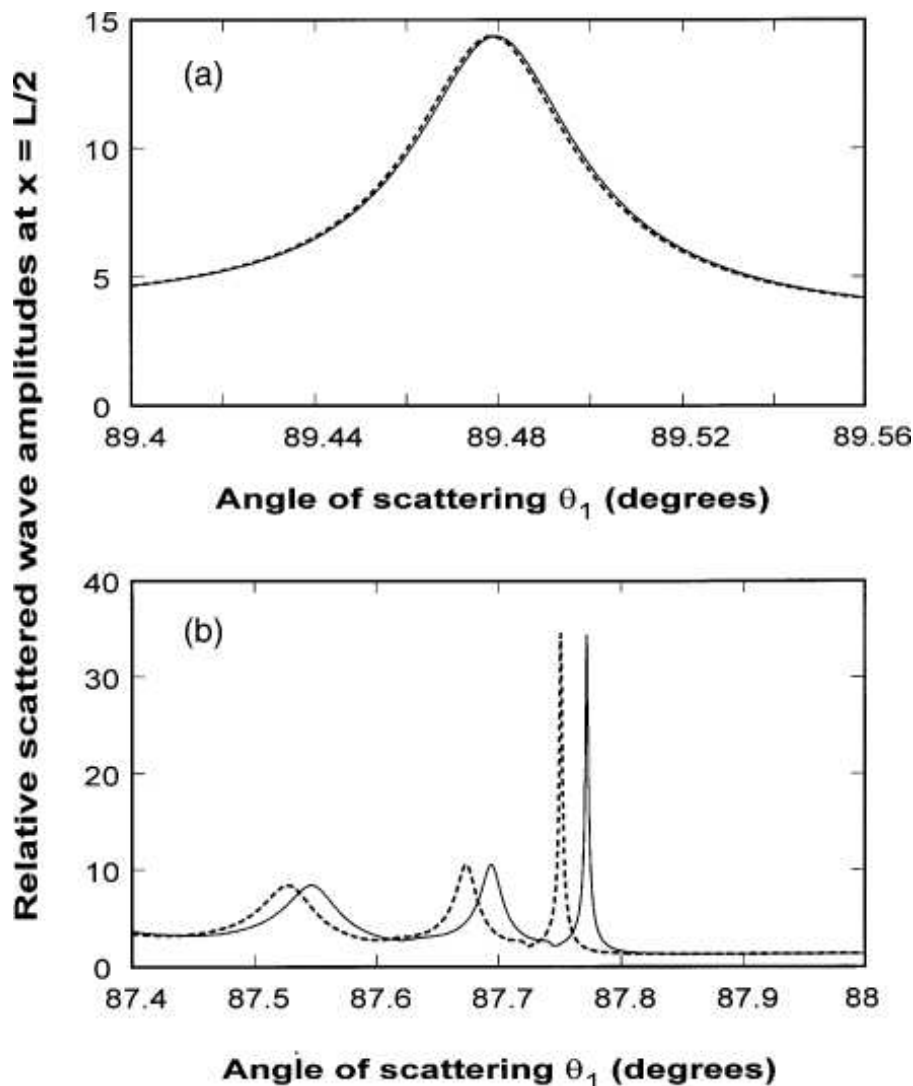 Relative scattered wave amplitudes at x = L/2
15
(a)
10
5
0
89.4 89.44 89.48 89.52 89.56
Angle of scattering θ1 (degrees)
40
(b)
30
20
10
0
87.4 87.5 87.6 87.7 87.8 87.9 88
Angle of scattering θ1 (degrees)